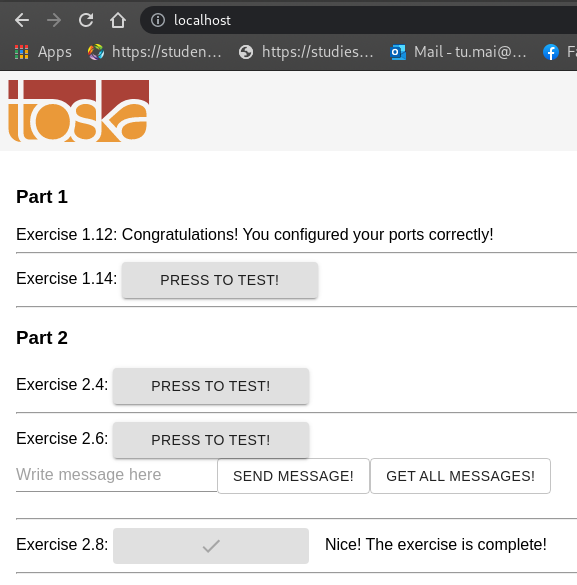 localhost
Apps https://studen... https://studies... Mail - tu.mai@... Fa
toska
Part 1
Exercise 1.12: Congratulations! You configured your ports correctly!
Exercise 1.14: PRESS TO TEST!
Part 2
Exercise 2.4: PRESS TO TEST!
Exercise 2.6: PRESS TO TEST!
Write message here SEND MESSAGE! GET ALL MESSAGES!
Exercise 2.8: Nice! The exercise is complete!